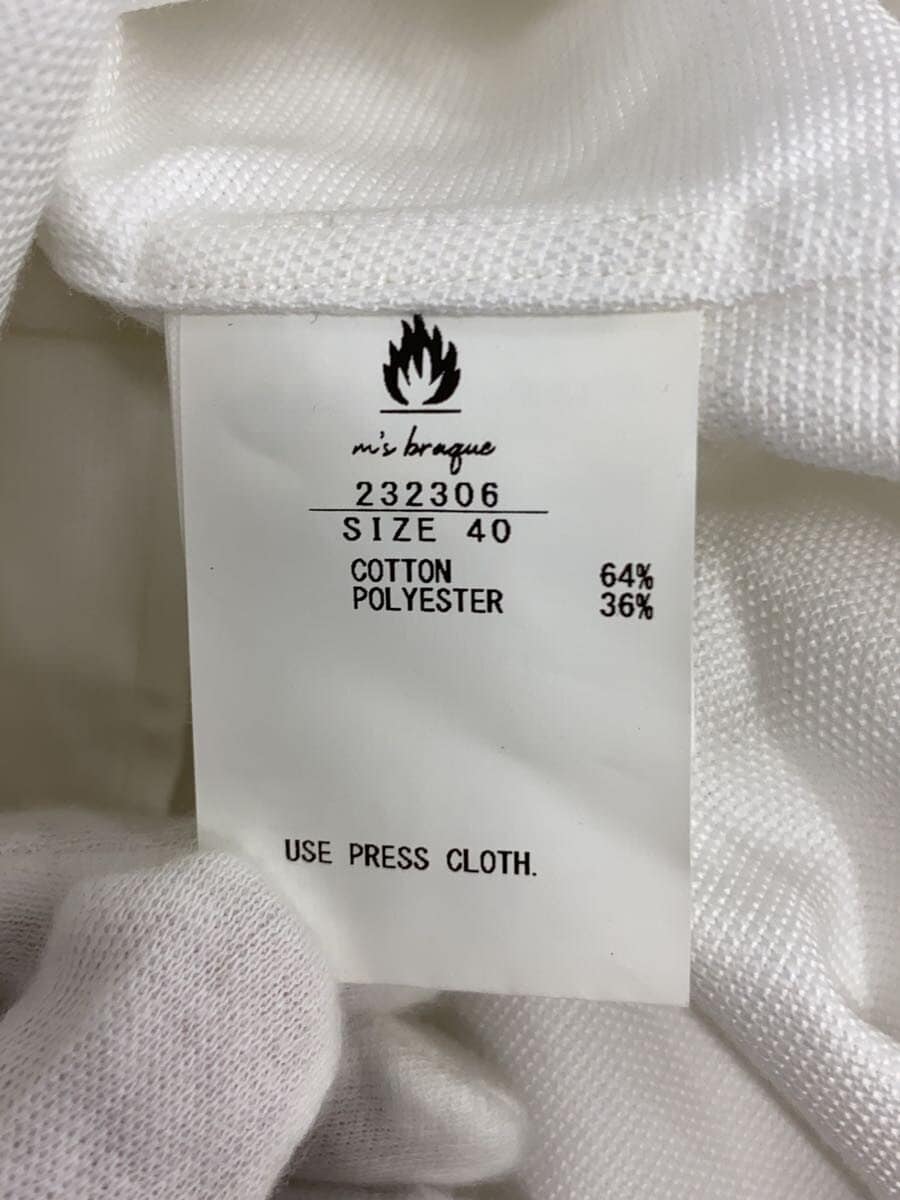 m's braque
232306
SIZE 40
COTTON 64%
POLYESTER 36%
USE PRESS CLOTH.